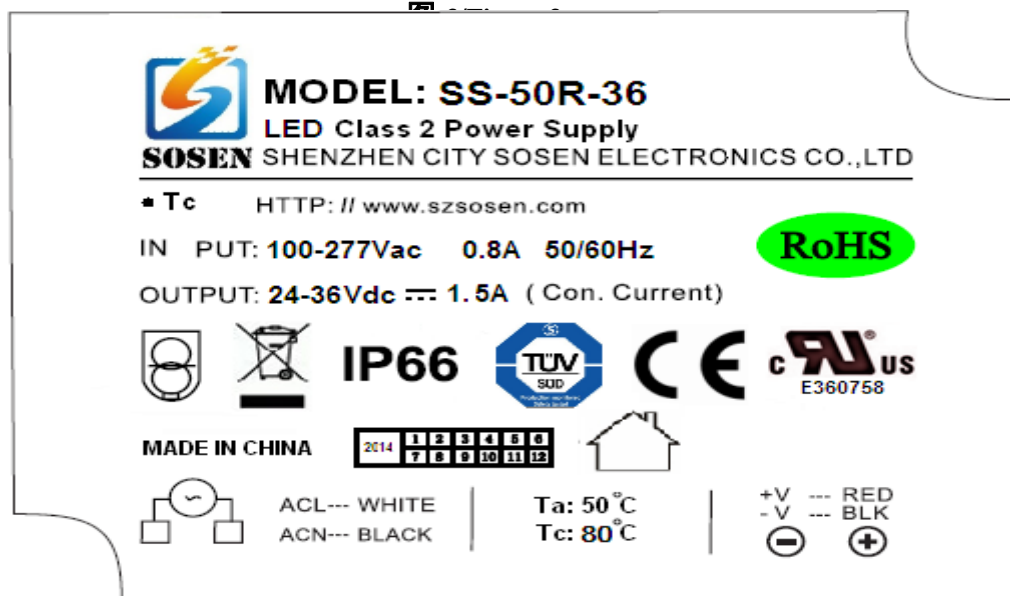 MODEL: SS-50R-36
LED Class 2 Power Supply
SOSEN SHENZHEN CITY SOSEN ELECTRONICS CO.,LTD
Tc HTTP: // www.szsosen.com
IN PUT: 100-277Vac 0.8A 50/60Hz
RoHS
OUTPUT: 24-36Vdc 1.5A (Con. Current)
IP66
TÜV
SÜD
CE
c RU ® US
E360758
MADE IN CHINA
2014 1 2 3 4 5 6
7 8 9 10 11 12
ACL--- WHITE
ACN--- BLACK
Ta: 50°C
Tc: 80°C
+V --- RED
-V --- BLK